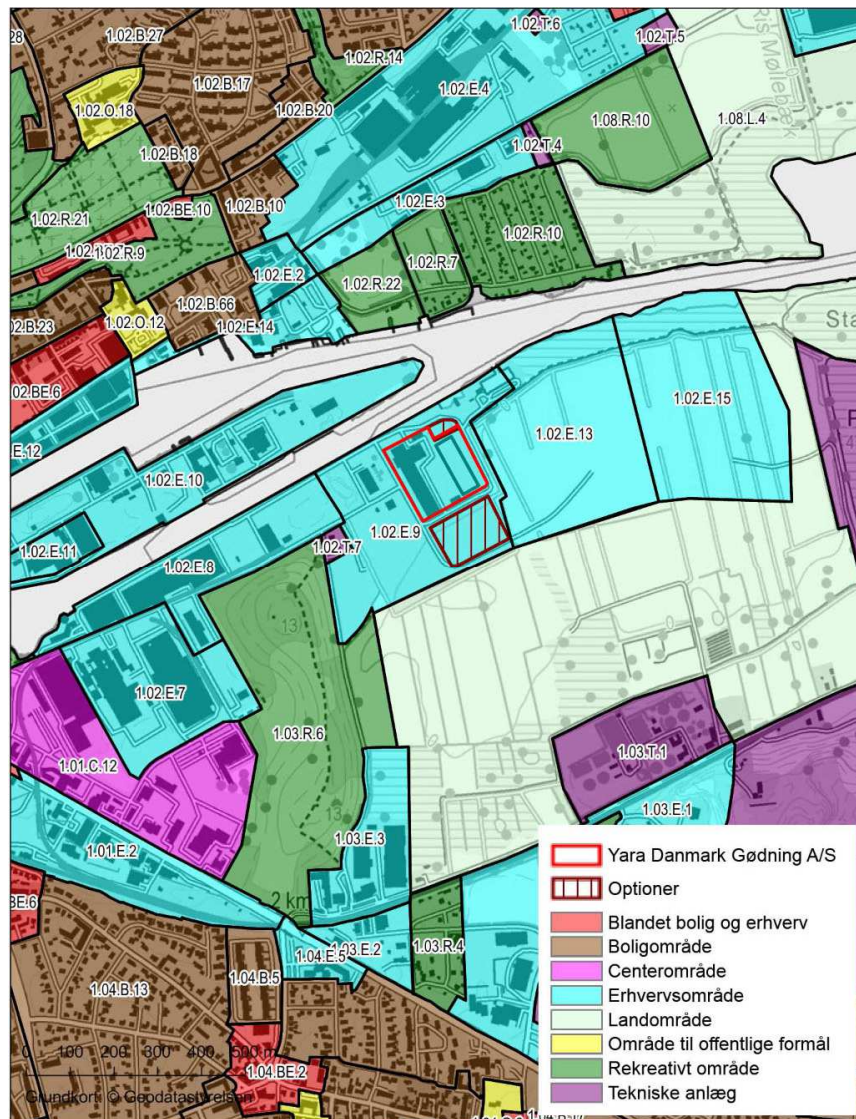 28
1.02.B.27
1.02.T.6
1.02.T.5
1.02.R.14
1.02.B.17
1.02.E.4
Ris Møllebæk
1.02.B.20
1.02.O.18
1.08.R.10
1.08.L.4
1.02.T.4
1.02.B.18
1.02.BE.10
1.02.B.10
1.02.E.3
1.02.R.21
1.02.R.10
1.02.R.9
1.02.E.2
1.02.R.7
1.02.R.22
1.02.B.66
02.B.23
1.02.O.12
1.02.E.14
Sta
02.BE.6
1.02.E.15
1.02.E.13
E.12
1.02.E.10
1.02.E.9
1.02.T.7
1.02.E.11
1.02.E.8
13
1.02.E.7
1.03.R.6
1.03.T.1
1.01.C.12
13
1.03.E.1
1.03.E.3
1.01.E.2
2 km
BE.6
1.03.R.4
1.03.E.2
1.04.E.5
1.04.B.5
1.04.B.13
0 100 200 300 400 500 m
1.04.BE.2
Grundkort: © Geodatastyrelsen
Yara Danmark Gødning A/S
Optioner
Blandet bolig og erhverv
Boligområde
Centerområde
Erhvervsområde
Landområde
Område til offentlige formål
Rekreativt område
Tekniske anlæg